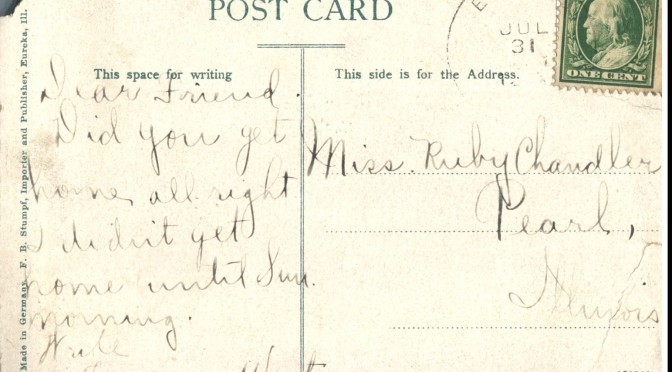 POST CARD
JUL
31
ONE CENT
This space for writing
This side is for the Address.
Dear Friend.
Did you get
home all right
I didn't get
home until Sun.
morning.
Write
Miss. Ruby Chandler
Pearl,
Illinois
Made in Germany. F. B. Stumpf, Importer and Publisher, Eureka, Ill.